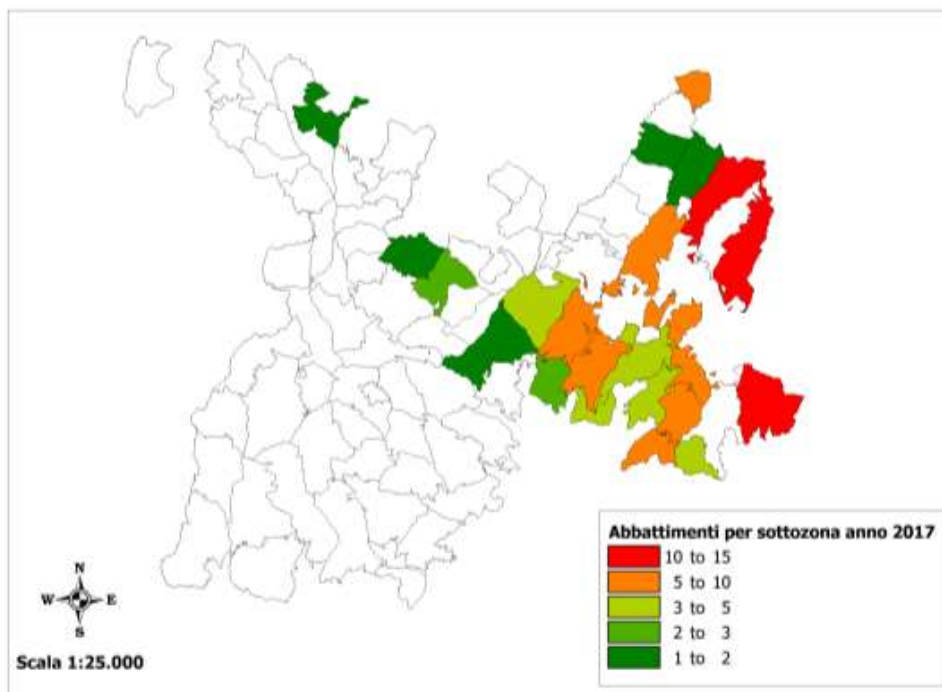 Abbattimenti per sottozona anno 2017
10 to 15
5 to 10
3 to 5
2 to 3
1 to 2
N
W E
S
Scala 1:25.000